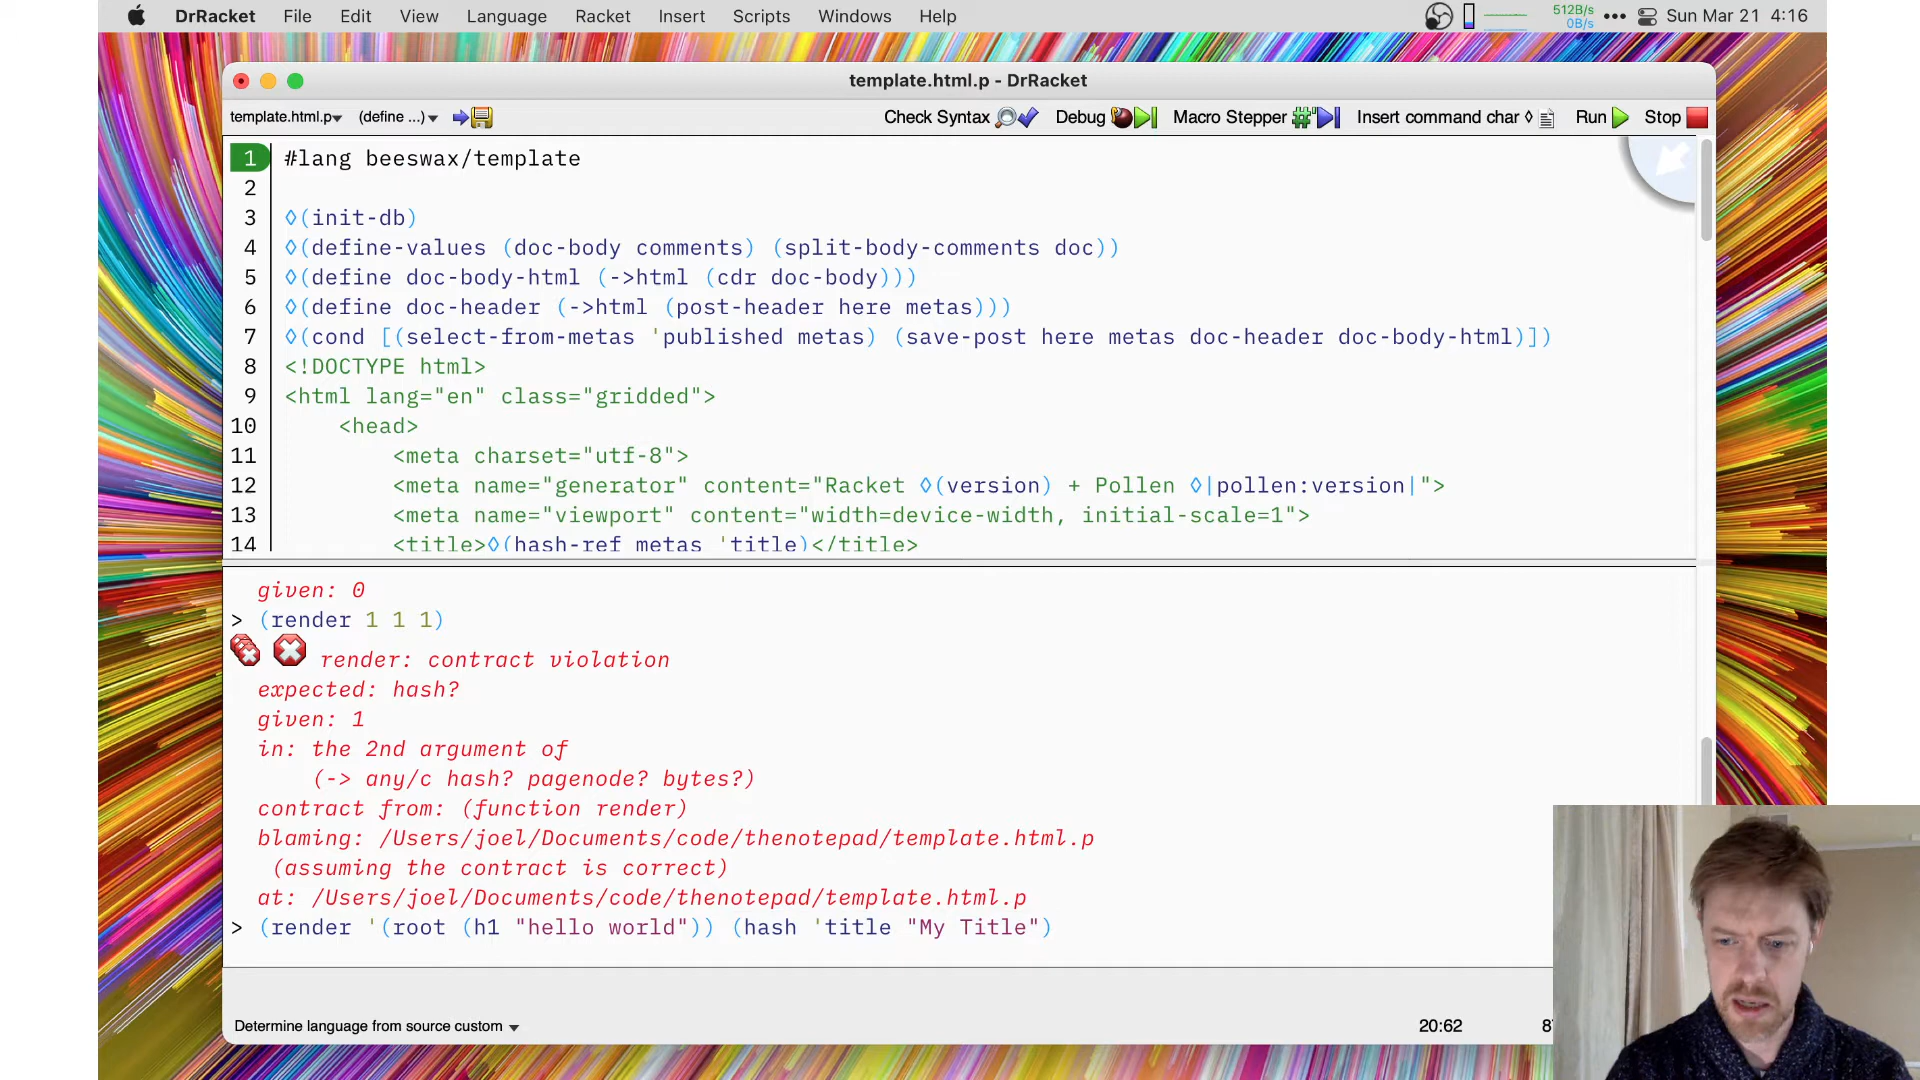 DrRacket File Edit View Language Racket Insert Scripts Windows Help 512B/s 0B/s ••• Sun Mar 21 4:16
template.html.p - DrRacket
template.html.p▾ (define ...)▾ Check Syntax Debug Macro Stepper Insert command char ◊ Run Stop
1 #lang beeswax/template
2
3 ◊(init-db)
4 ◊(define-values (doc-body comments) (split-body-comments doc))
5 ◊(define doc-body-html (->html (cdr doc-body)))
6 ◊(define doc-header (->html (post-header here metas)))
7 ◊(cond [(select-from-metas 'published metas) (save-post here metas doc-header doc-body-html)])
8 <!DOCTYPE html>
9 <html lang="en" class="gridded">
10 <head>
11 <meta charset="utf-8">
12 <meta name="generator" content="Racket ◊(version) + Pollen ◊|pollen:version|">
13 <meta name="viewport" content="width=device-width, initial-scale=1">
14 <title>◊(hash-ref metas 'title)</title>
given: 0
> (render 1 1 1)
render: contract violation
expected: hash?
given: 1
in: the 2nd argument of
(-> any/c hash? pagenode? bytes?)
contract from: (function render)
blaming: /Users/joel/Documents/code/thenotepad/template.html.p
(assuming the contract is correct)
at: /Users/joel/Documents/code/thenotepad/template.html.p
> (render '(root (h1 "hello world")) (hash 'title "My Title")
Determine language from source custom ▾ 20:62